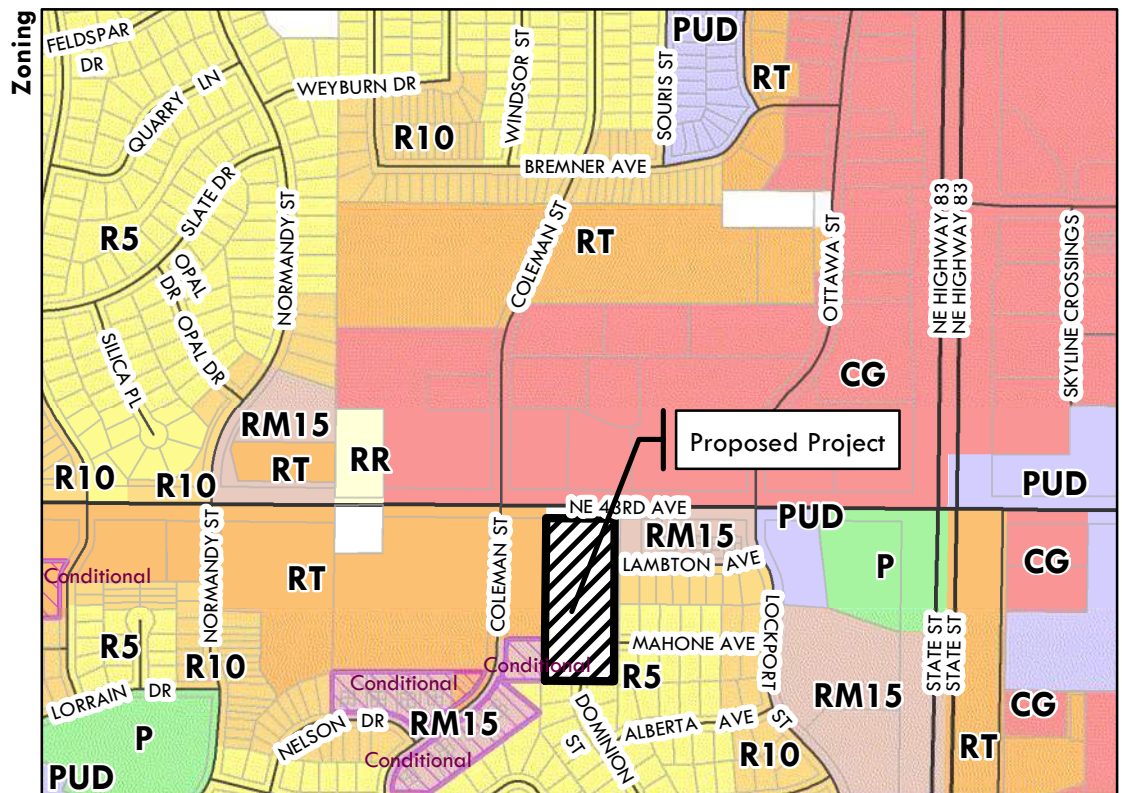 Zoning
FELDSPAR
DR
QUARRY LN
WEYBURN DR
WINDSOR ST
SOURIS ST
PUD
RT
R10
BREMNER AVE
SLATE DR
NORMANDY ST
R5
OPAL
DR
OPAL DR
COLEMAN ST
RT
OTTAWA ST
NE HIGHWAY 83
NE HIGHWAY 83
SKYLINE CROSSINGS
SILICA PL
CG
RM15
RT
RR
Proposed Project
R10
R10
PUD
NE 43RD AVE
NORMANDY ST
COLEMAN ST
RM15
PUD
LAMBTON AVE
P
CG
Conditional
RT
LOCKPORT
ST
STATE ST
STATE ST
R5
R10
MAHONE AVE
Conditional
R5
Conditional
RM15
LORRAIN DR
RM15
CG
P
NELSON DR
DOMINION
ST
ALBERTA AVE
R10
RT
Conditional
PUD